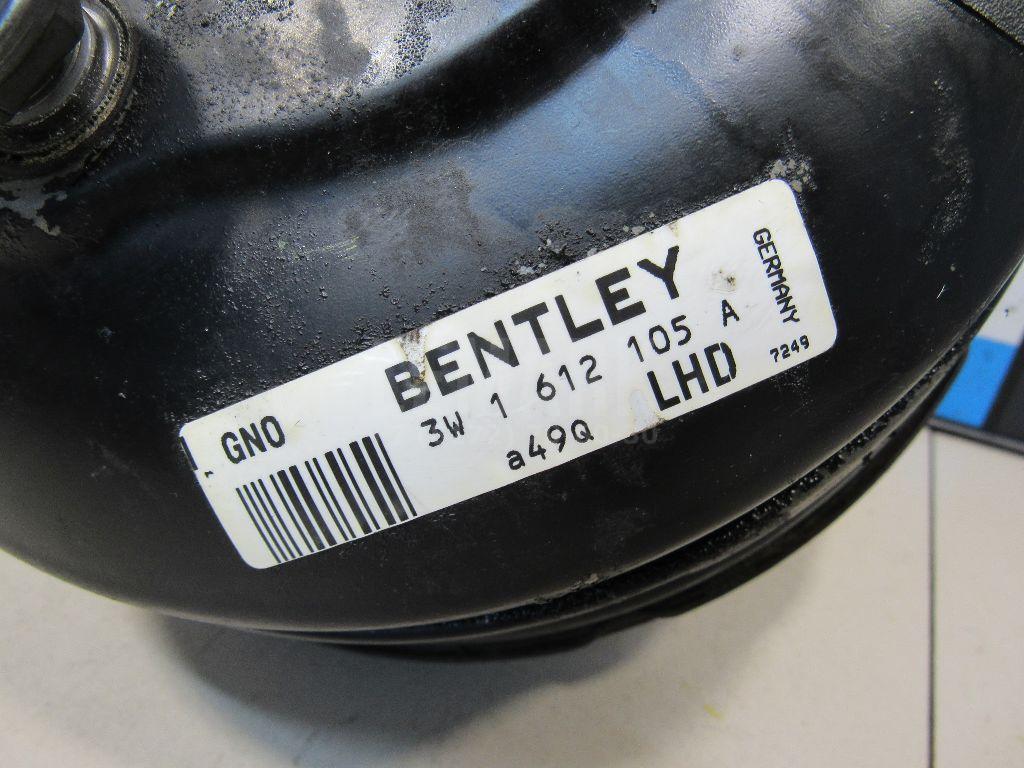 BENTLEY
3W 1 612 105 A
GNO
a49Q
LHD
GERMANY
7249